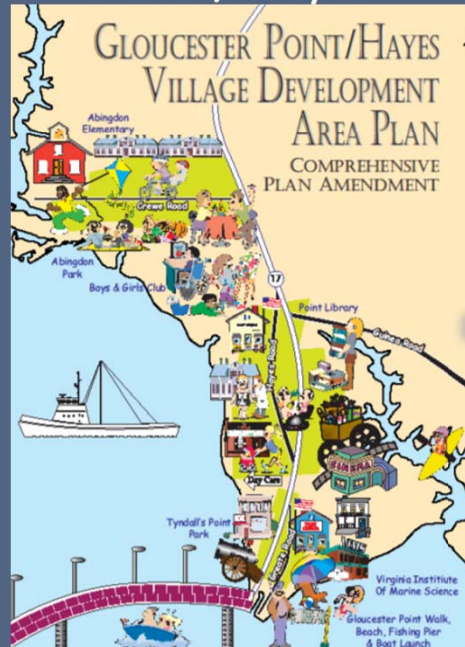 GLOUCESTER POINT/HAYES
VILLAGE DEVELOPMENT
AREA PLAN
COMPREHENSIVE
PLAN AMENDMENT
Abingdon
Elementary
Crewe Road
Abingdon
Park
Boys & Girls Club
17
Point Library
Guinea Road
Hayes Road
CINEMA
Day Care
Tyndall's Point
Park
Virginia Institiute
Of Marine Science
Gloucester Point Walk,
Beach, Fishing Pier
& Boat Launch